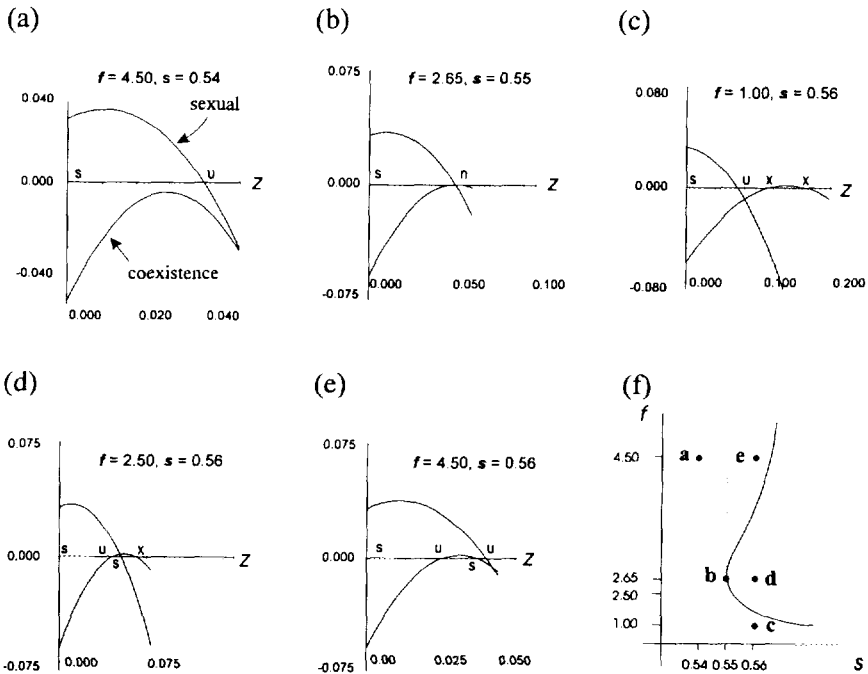 (a)
f = 4.50, s = 0.54
0.040
sexual
0.000
s
u
Z
-0.040
coexistence
0.000 0.020 0.040
(b)
0.075
f = 2.65, s = 0.55
0.000
s
n
Z
0.050
0.100
-0.075
(c)
0.080
f = 1.00, s = 0.56
0.000
s
u
x
x
Z
-0.080
0.000 0.100 0.200
(d)
0.075
f = 2.50, s = 0.56
0.000
s
u
s
x
Z
-0.075
0.000 0.075
(e)
0.075
f = 4.50, s = 0.56
0.000
s
u
s
u
Z
-0.075
0.00 0.025 0.050
(f)
f
4.50
a
e
2.65
b
d
2.50
1.00
c
0.54 0.55 0.56
s